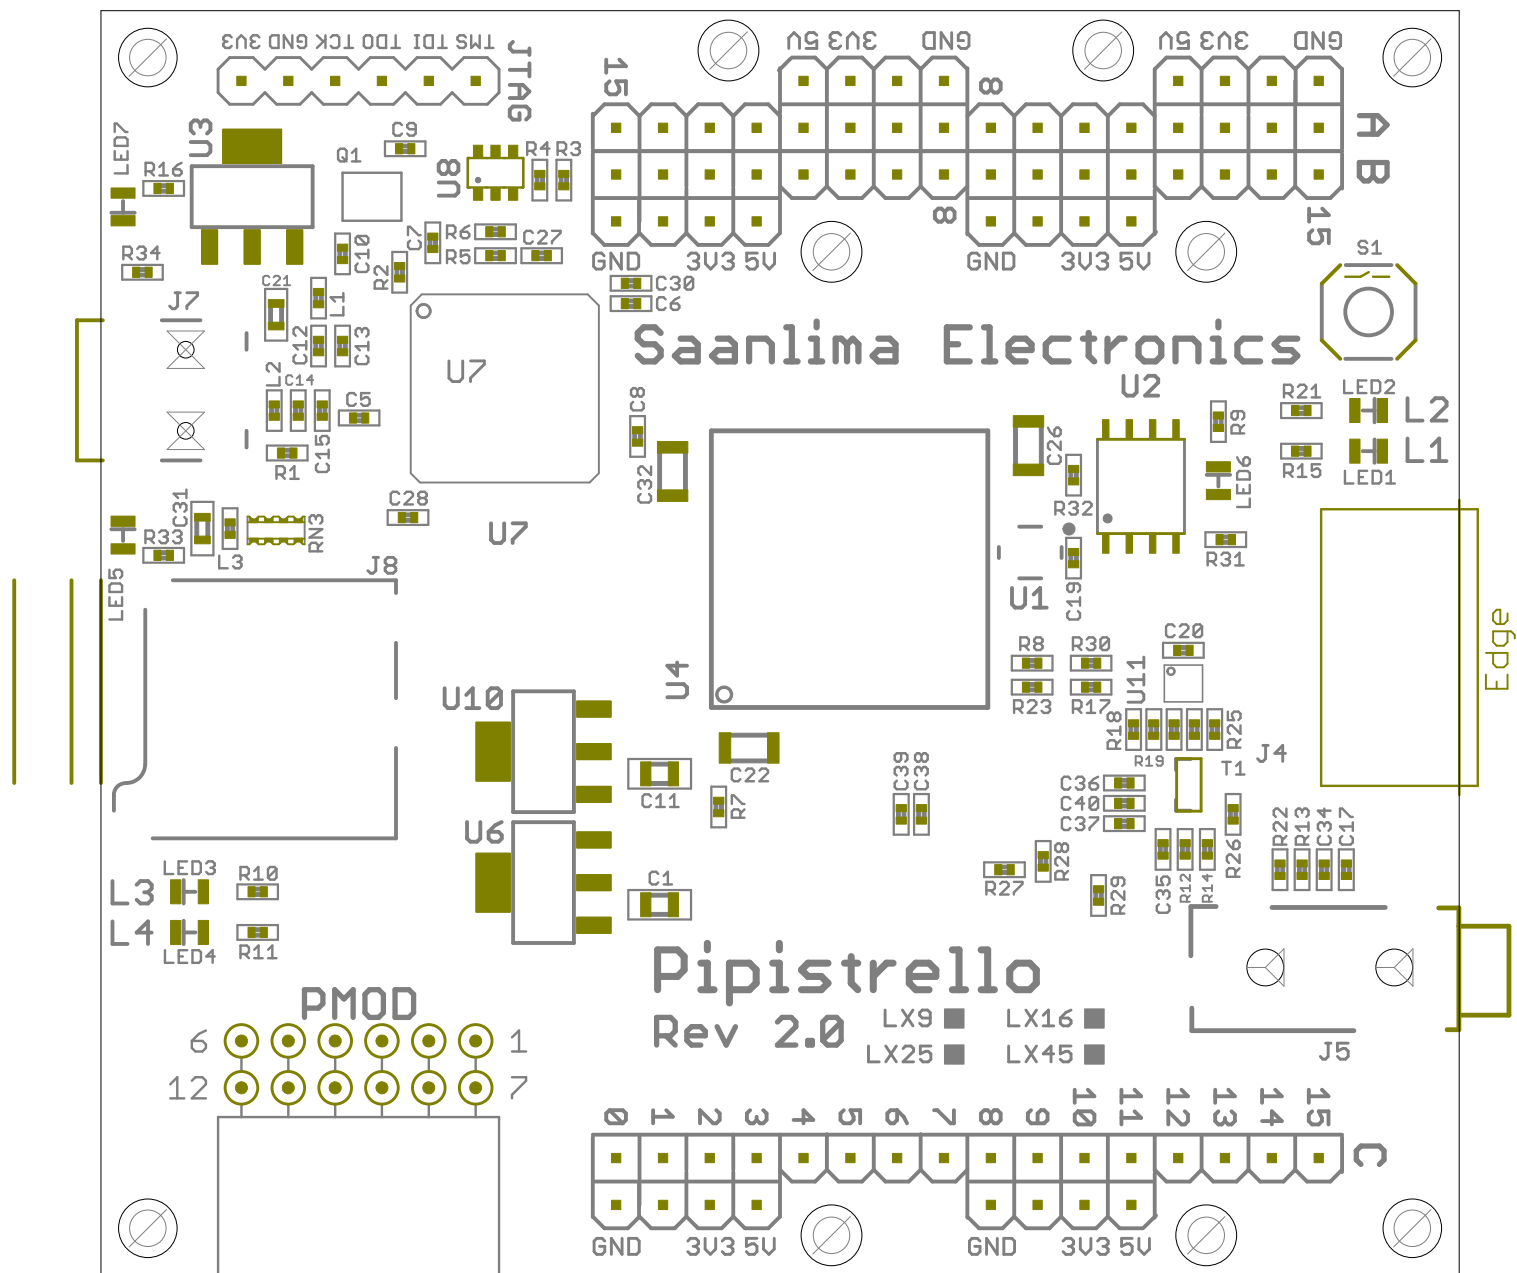 3V3 GND TCK TDO TDI TMS
JTAG
5V 3V3 GND
5V 3V3 GND
15
8
A
B
8
15
GND 3V3 5V
GND 3V3 5V
LED7
U3
R16
R34
Q1
C9
U8
R4 R3
C7
R6
R5
C27
C10
R2
C30
C6
S1
C21
L1
J7
C12
C13
U7
Saanlima Electronics
L2
C14
C5
C15
R1
C8
C32
C26
U2
R9
R21
LED2
L2
R15
LED1
L1
LED6
R32
R31
C31
L3
RN3
C28
U7
R33
LED5
J8
U1
C19
Edge
U4
R8
R30
R23
R17
C20
U11
U10
R18
R19
R25
J4
T1
C22
C11
R7
C39
C38
C36
C40
C37
U6
R28
R27
R29
C35
R12
R14
R26
R22
R13
C34
C17
C1
L3
LED3
R10
L4
LED4
R11
Pipistrello
Rev 2.0
LX9
LX16
LX25
LX45
J5
PMOD
6
1
12
7
0 1 2 3 4 5 6 7 8 9 10 11 12 13 14 15
C
GND 3V3 5V
GND 3V3 5V